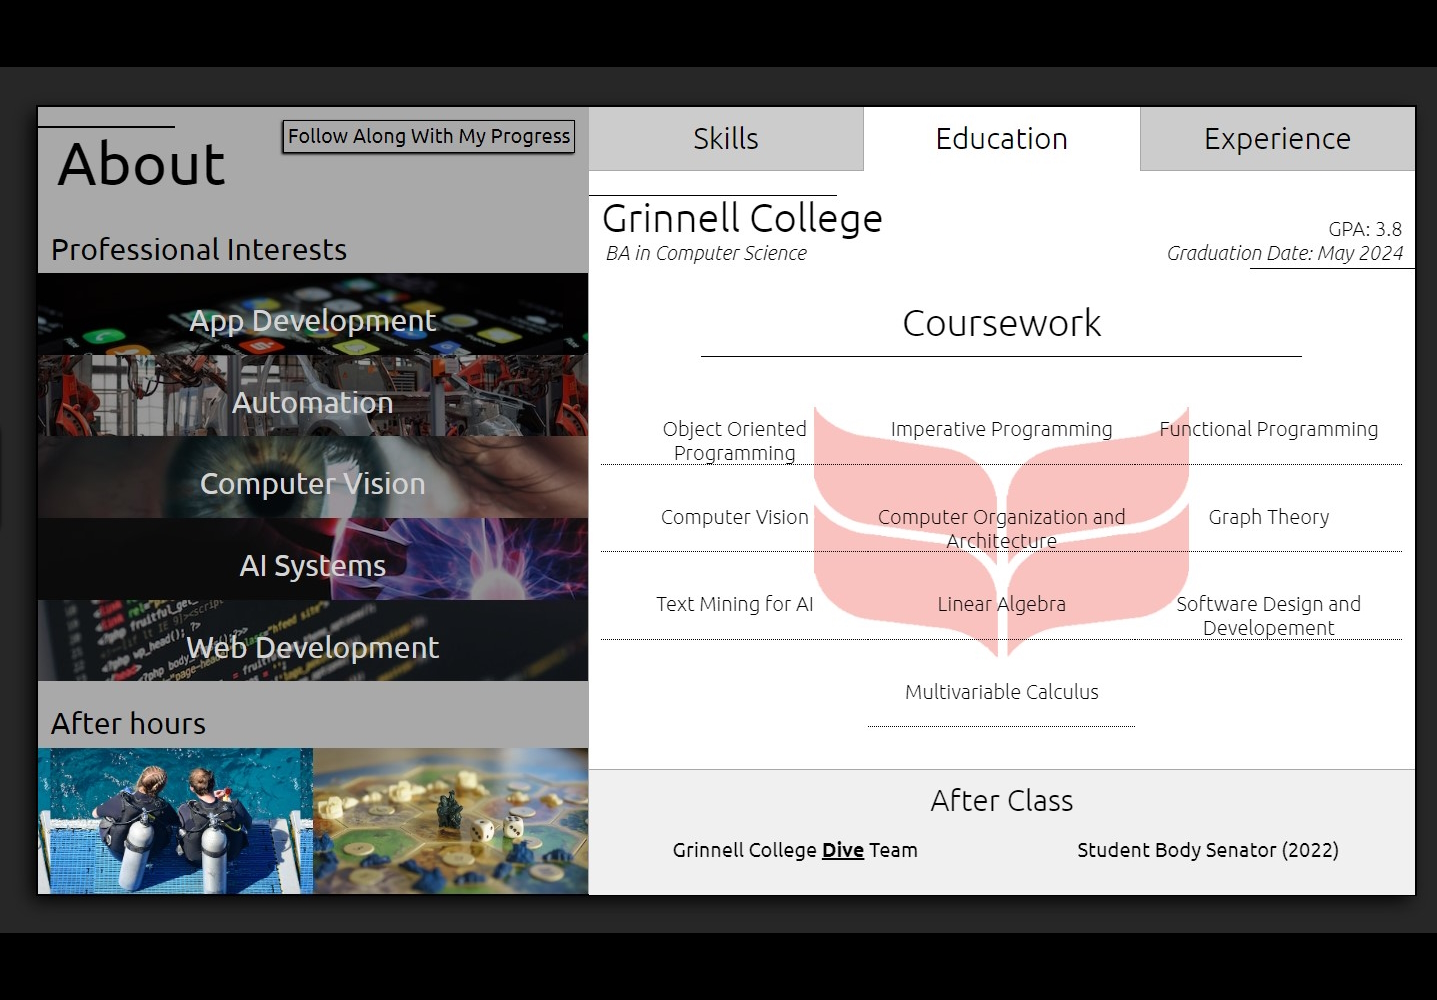 About
Follow Along With My Progress
Professional Interests
App Development
Automation
Computer Vision
AI Systems
Web Development
After hours
Skills
Education
Experience
Grinnell College
BA in Computer Science
GPA: 3.8
Graduation Date: May 2024
Coursework
Object Oriented
Programming
Imperative Programming
Functional Programming
Computer Vision
Computer Organization and
Architecture
Graph Theory
Text Mining for AI
Linear Algebra
Software Design and
Developement
Multivariable Calculus
After Class
Grinnell College Dive Team
Student Body Senator (2022)